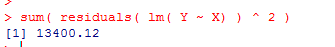 >
> sum( residuals( lm( Y ~ X) ) ^ 2 )
[1] 13400.12